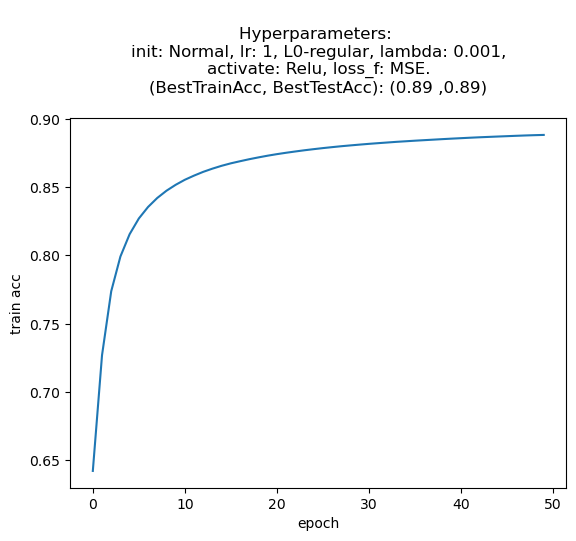 Hyperparameters:
init: Normal, lr: 1, L0-regular, lambda: 0.001,
activate: Relu, loss_f: MSE.
(BestTrainAcc, BestTestAcc): (0.89 ,0.89)
0.90
0.85
0.80
0.75
0.70
0.65
train acc
0 10 20 30 40 50
epoch